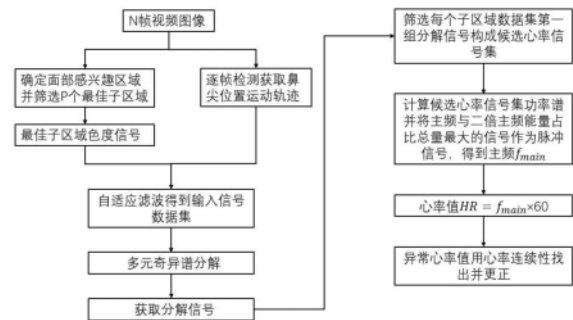 N帧视频图像
确定面部感兴趣区域
并筛选P个最佳子区域
逐帧检测获取鼻
尖位置运动轨迹
最佳子区域色度信号
自适应滤波得到输入信号
数据集
多元奇异谱分解
获取分解信号
筛选每个子区域数据集第一
组分解信号构成候选心率信
号集
计算候选心率信号集功率谱
并将主频与二倍主频能量占
比总量最大的信号作为脉冲
信号，得到主频f_main
心率值HR = f_main×60
异常心率值用心率连续性找
出并更正